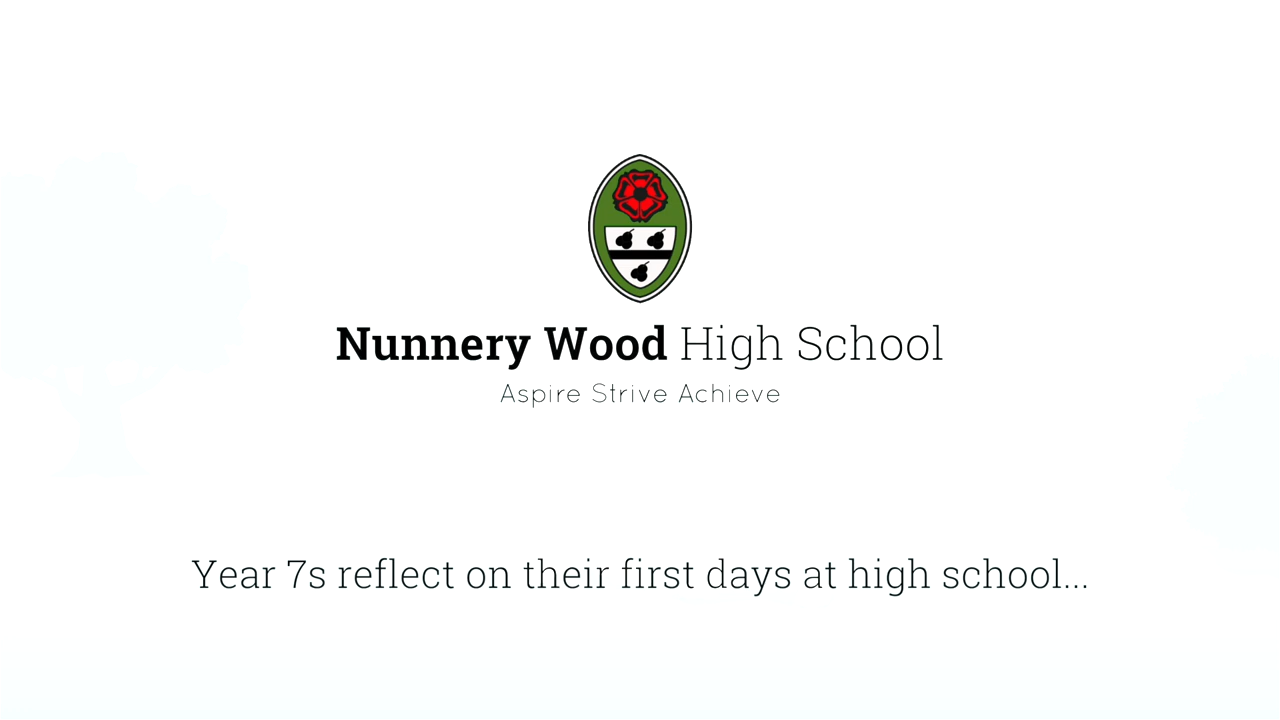 Nunnery Wood High School
Aspire Strive Achieve
Year 7s reflect on their first days at high school...